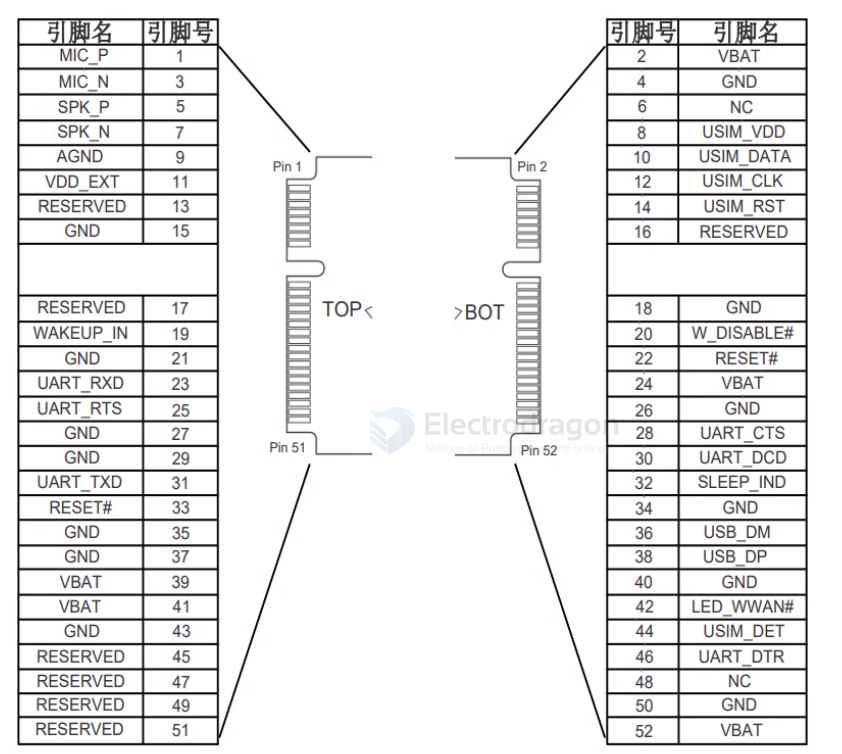 引脚名 引脚号
MIC_P 1
MIC_N 3
SPK_P 5
SPK_N 7
AGND 9
VDD_EXT 11
RESERVED 13
GND 15
RESERVED 17
WAKEUP_IN 19
GND 21
UART_RXD 23
UART_RTS 25
GND 27
GND 29
UART_TXD 31
RESET# 33
GND 35
GND 37
VBAT 39
VBAT 41
GND 43
RESERVED 45
RESERVED 47
RESERVED 49
RESERVED 51
Pin 1
TOP
Pin 51
Pin 2
BOT
Pin 52
Electrodragon
Millions of
online
引脚号 引脚名
2 VBAT
4 GND
6 NC
8 USIM_VDD
10 USIM_DATA
12 USIM_CLK
14 USIM_RST
16 RESERVED
18 GND
20 W_DISABLE#
22 RESET#
24 VBAT
26 GND
28 UART_CTS
30 UART_DCD
32 SLEEP_IND
34 GND
36 USB_DM
38 USB_DP
40 GND
42 LED_WWAN#
44 USIM_DET
46 UART_DTR
48 NC
50 GND
52 VBAT